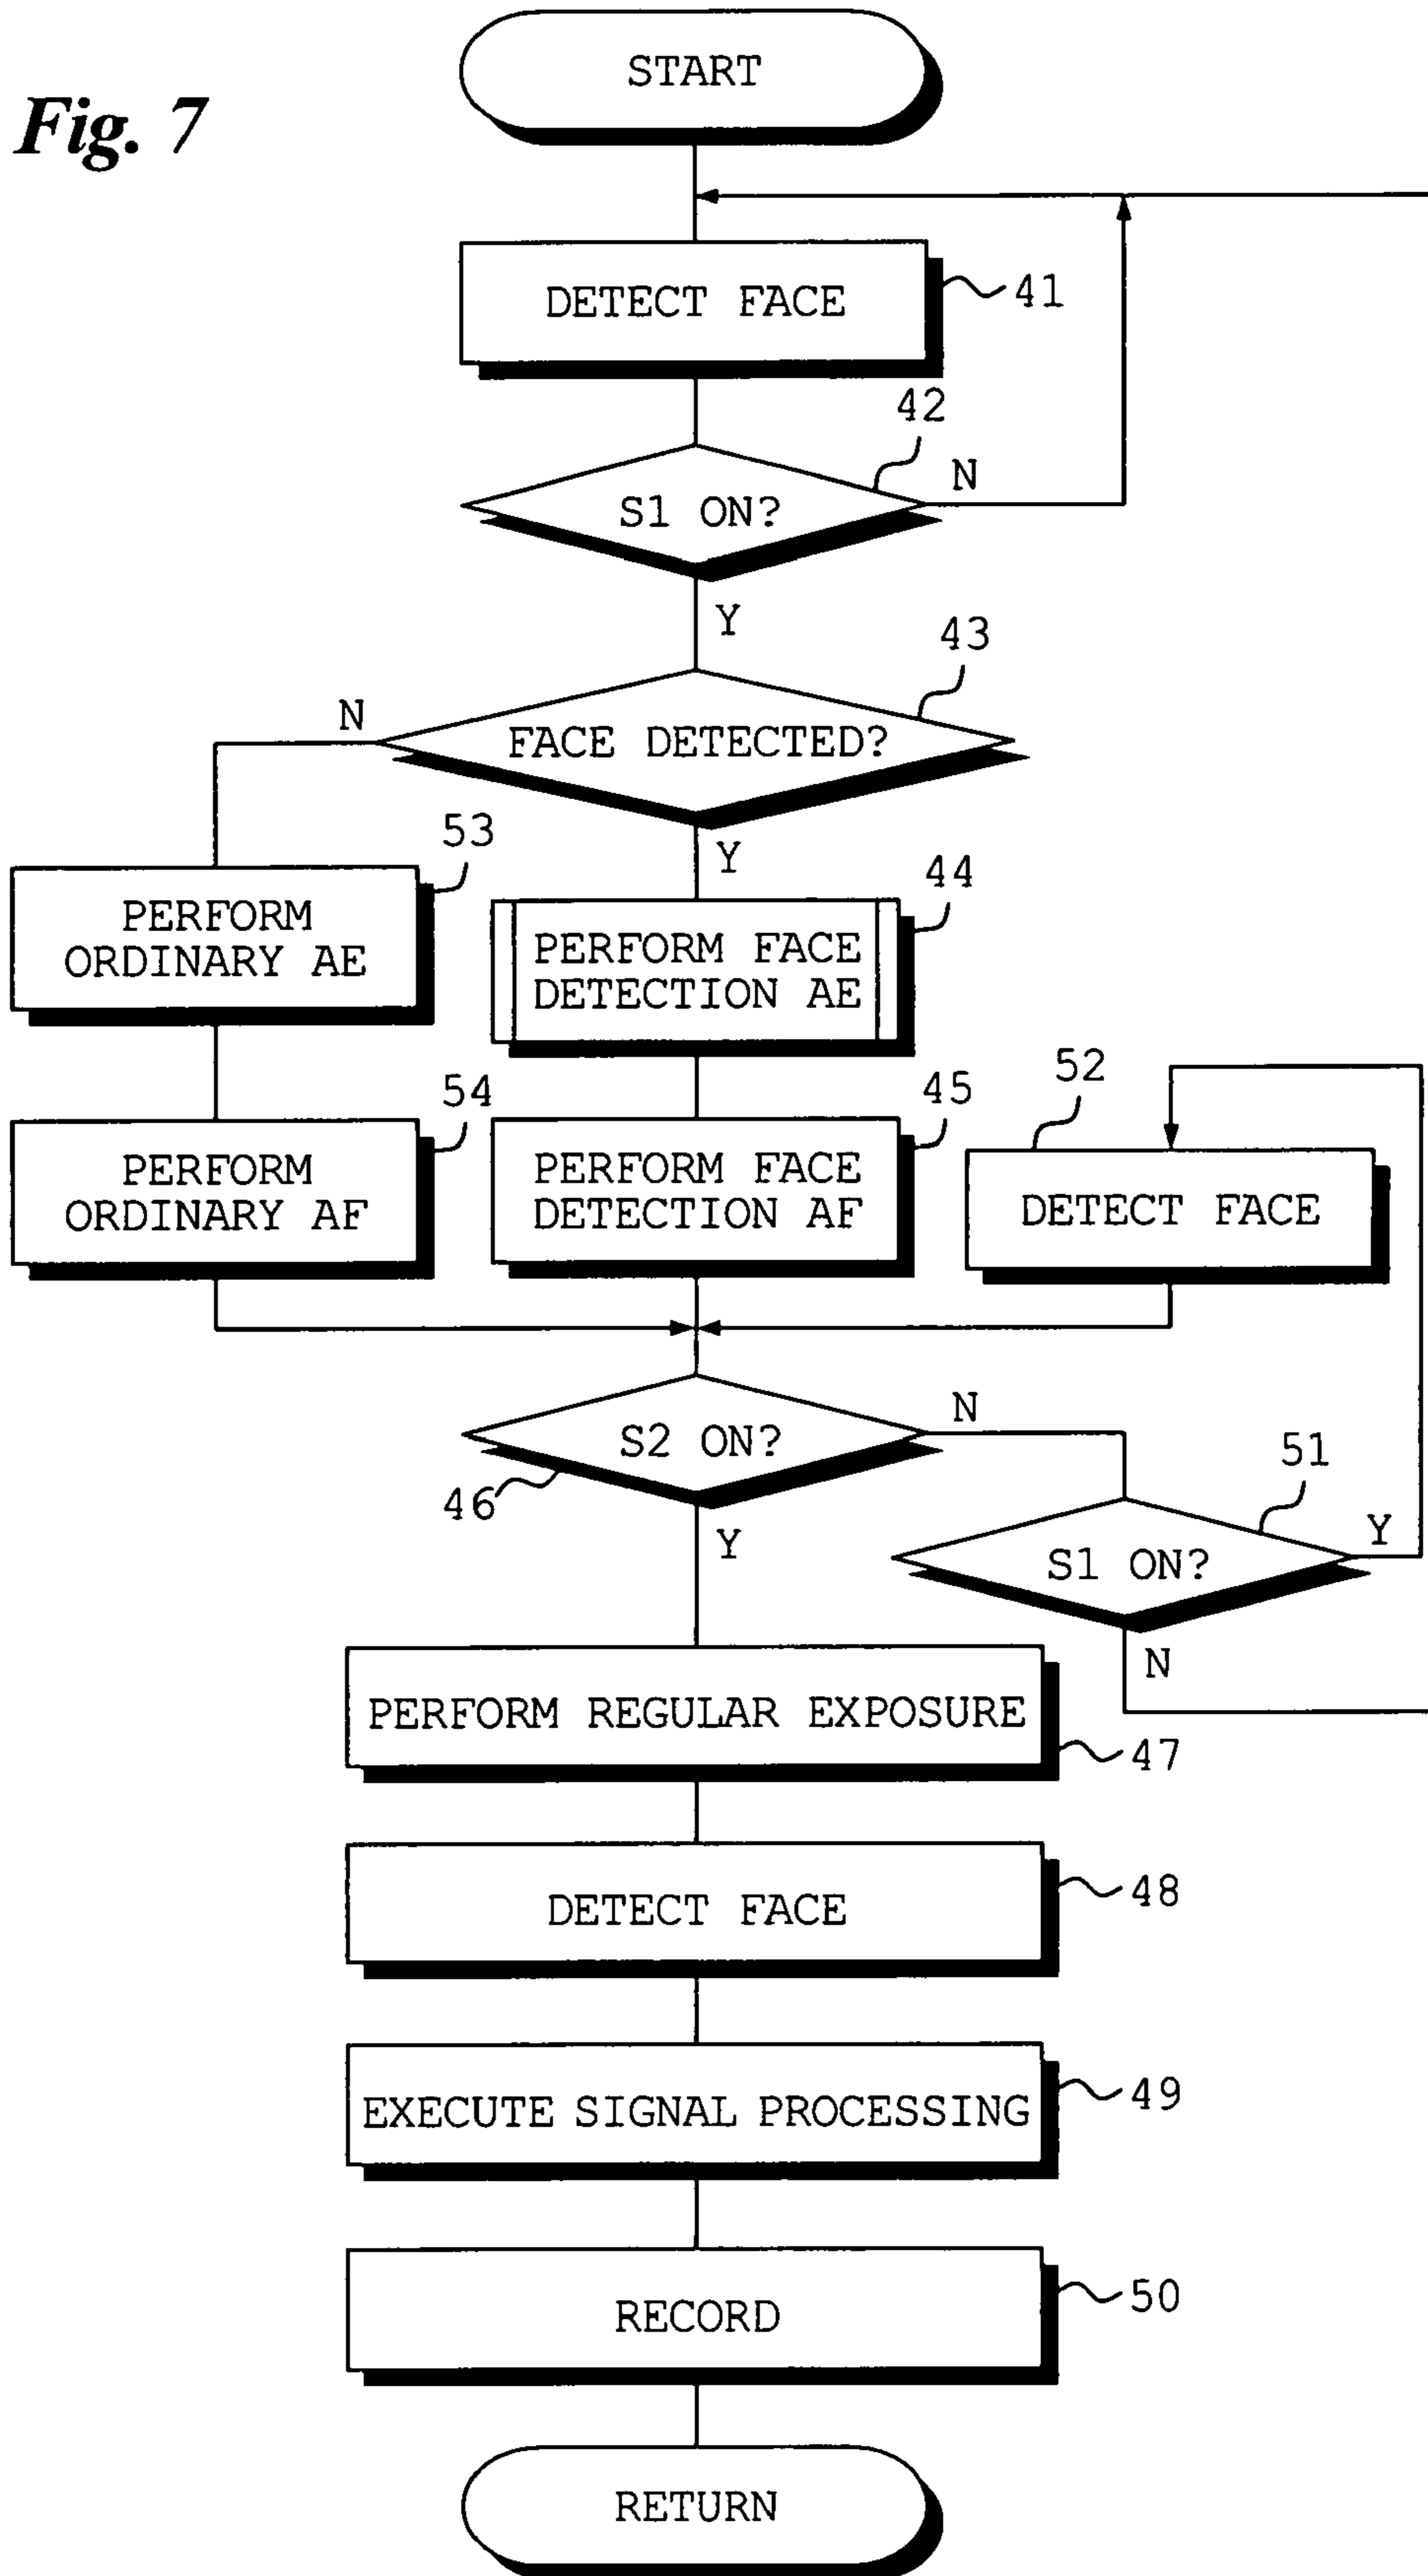 Fig. 7
START
DETECT FACE
41
42
S1 ON?
N
Y
43
FACE DETECTED?
N
Y
53
PERFORM
ORDINARY AE
44
PERFORM FACE
DETECTION AE
54
PERFORM
ORDINARY AF
45
PERFORM FACE
DETECTION AF
52
DETECT FACE
S2 ON?
N
46
Y
51
S1 ON?
Y
N
PERFORM REGULAR EXPOSURE
47
DETECT FACE
48
EXECUTE SIGNAL PROCESSING
49
RECORD
50
RETURN